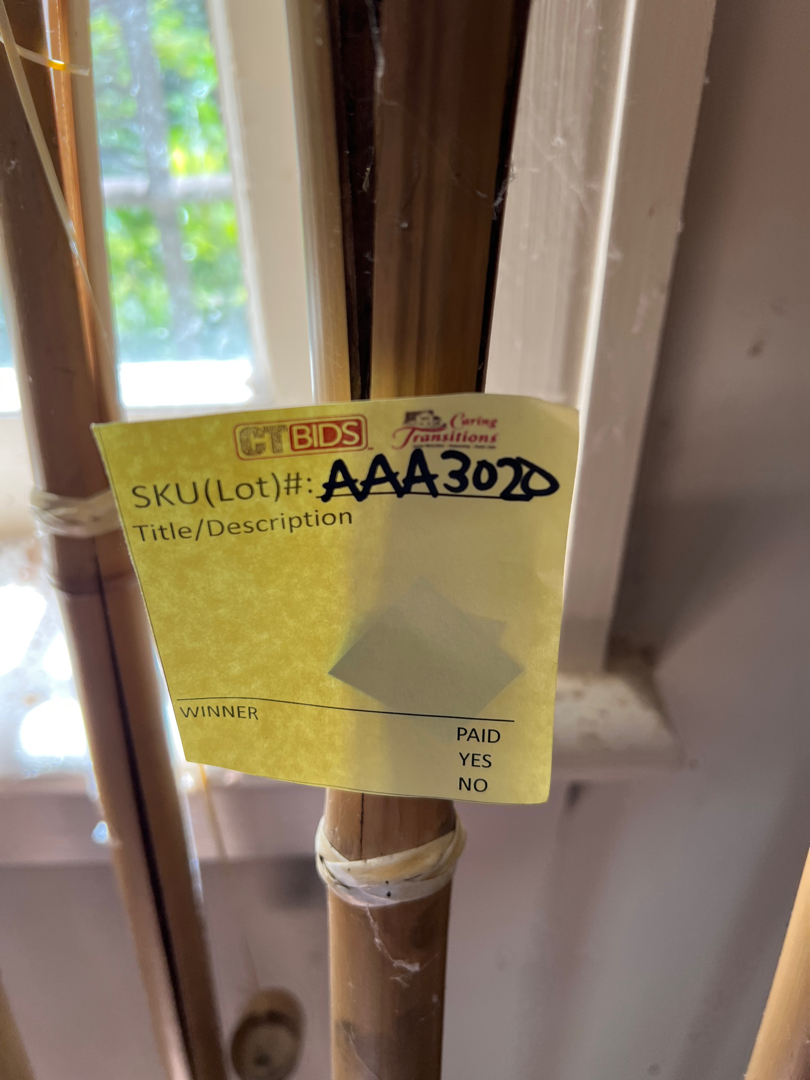 CTBIDS
Caring
Transitions
SKU(Lot)#: AAA3020
Title/Description
WINNER
PAID
YES
NO